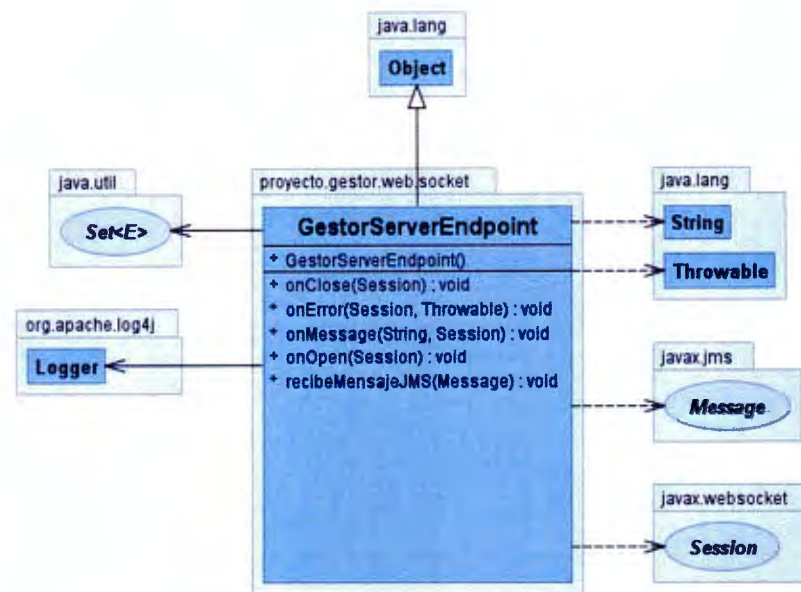 java.lang
Object
java.util
Set<E>
proyecto.gestor.web.socket
GestorServerEndpoint
+ GestorServerEndpoint()
+ onClose(Session) : void
+ onError(Session, Throwable) : void
+ onMessage(String, Session) : void
+ onOpen(Session) : void
+ recibeMensajeJMS(Message) : void
java.lang
String
Throwable
org.apache.log4j
Logger
javax.jms
Message
javax.websocket
Session